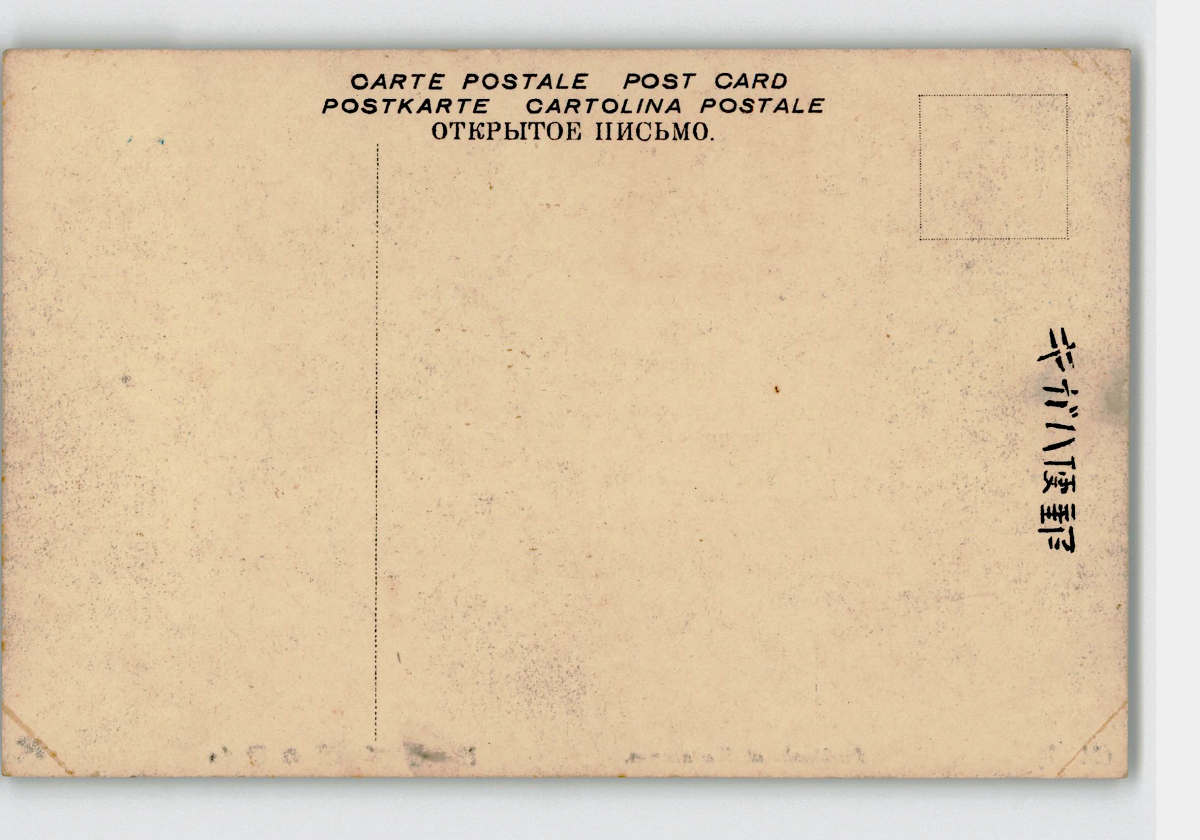 CARTE POSTALE POST CARD
POSTKARTE CARTOLINA POSTALE
ОТКРЫТОЕ ПИСЬМО.
郵便ハガキ